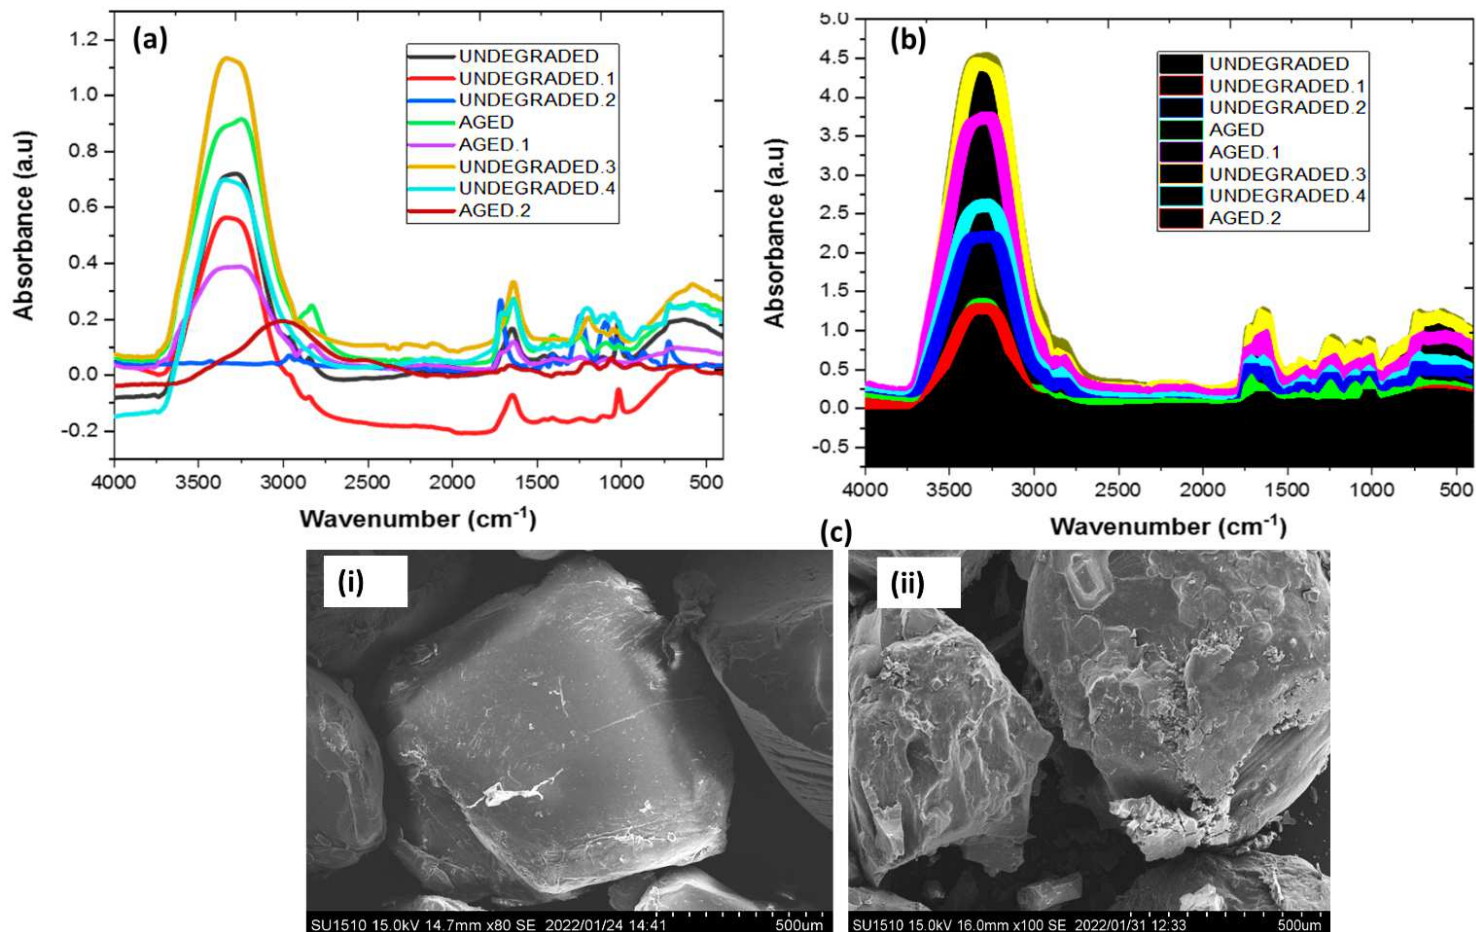 (a)
UNDEGRADED
UNDEGRADED.1
UNDEGRADED.2
AGED
AGED.1
UNDEGRADED.3
UNDEGRADED.4
AGED.2
1.2
1.0
0.8
0.6
0.4
0.2
0.0
-0.2
Absorbance (a.u)
4000 3500 3000 2500 2000 1500 1000 500
Wavenumber (cm⁻¹)
(b)
UNDEGRADED
UNDEGRADED.1
UNDEGRADED.2
AGED
AGED.1
UNDEGRADED.3
UNDEGRADED.4
AGED.2
5.0
4.5
4.0
3.5
3.0
2.5
2.0
1.5
1.0
0.5
0.0
-0.5
Absorbance (a.u)
4000 3500 3000 2500 2000 1500 1000 500
Wavenumber (cm⁻¹)
(c)
(i)
SU1510 15.0kV 14.7mm x80 SE 2022/01/24 14:41 500um
(ii)
SU1510 15.0kV 16.0mm x100 SE 2022/01/31 12:33 500um